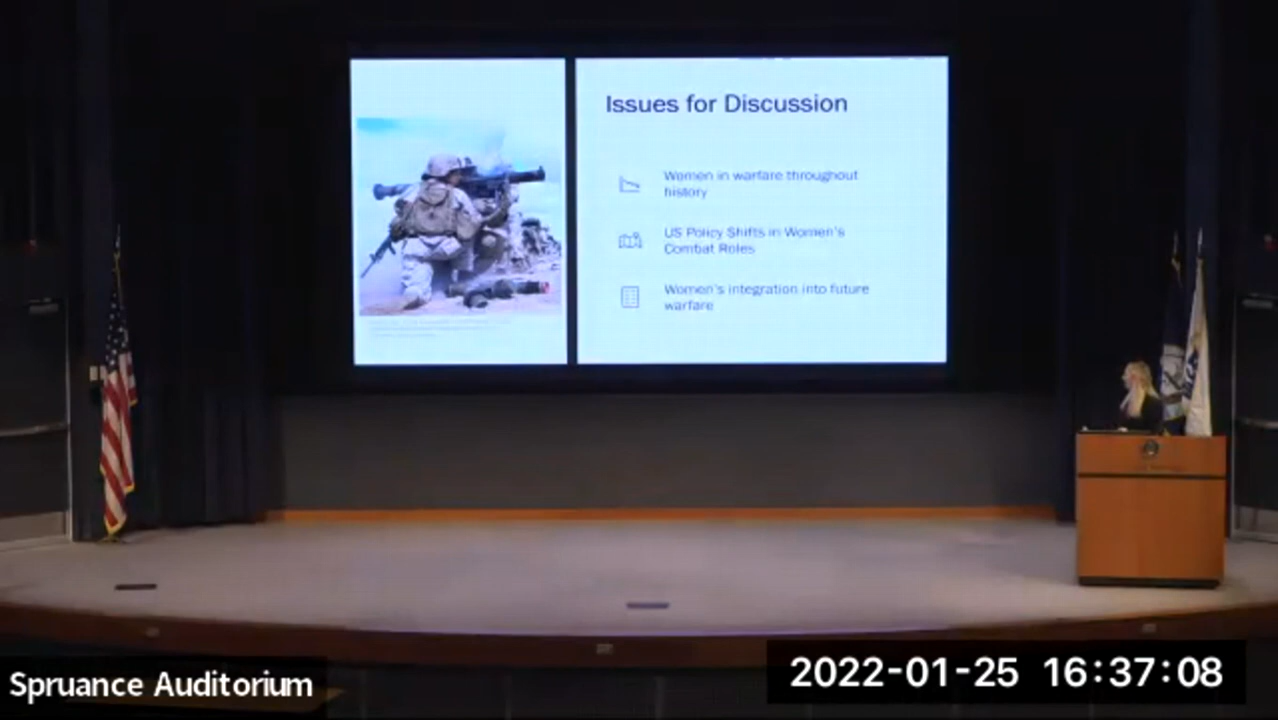 Issues for Discussion
Women in warfare throughout
history
US Policy Shifts in Women's
Combat Roles
Women's integration into future
warfare
Spruance Auditorium
2022-01-25 16:37:08